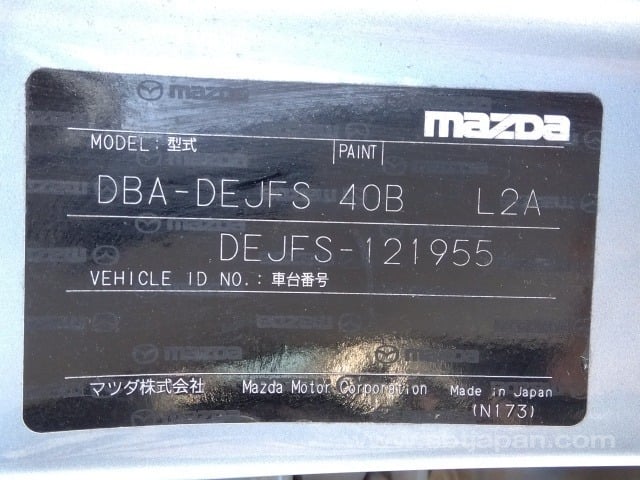 mazda
MODEL: 型式 PAINT
DBA-DEJFS 40B L2A
DEJFS-121955
VEHICLE ID NO.: 車台番号
マツダ株式会社 Mazda Motor Corporation Made in Japan
(N173)